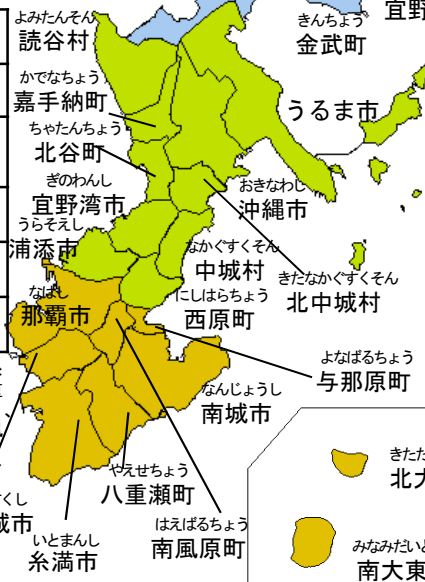 よみたんそん
読谷村
きんちょう
金武町
宜野
かでなちょう
嘉手納町
うるま市
ちゃたんちょう
北谷町
ぎのわんし
宜野湾市
おきなわし
沖縄市
うらそえし
浦添市
なかぐすくそん
中城村
きたなかぐすくそん
北中城村
なはし
那覇市
にしはらちょう
西原町
よなばるちょう
与那原町
なんじょうし
南城市
きただ
北大
やえせちょう
八重瀬町
くし
城市
いとまんし
糸満市
はえばるちょう
南風原町
みなみだいと
南大東